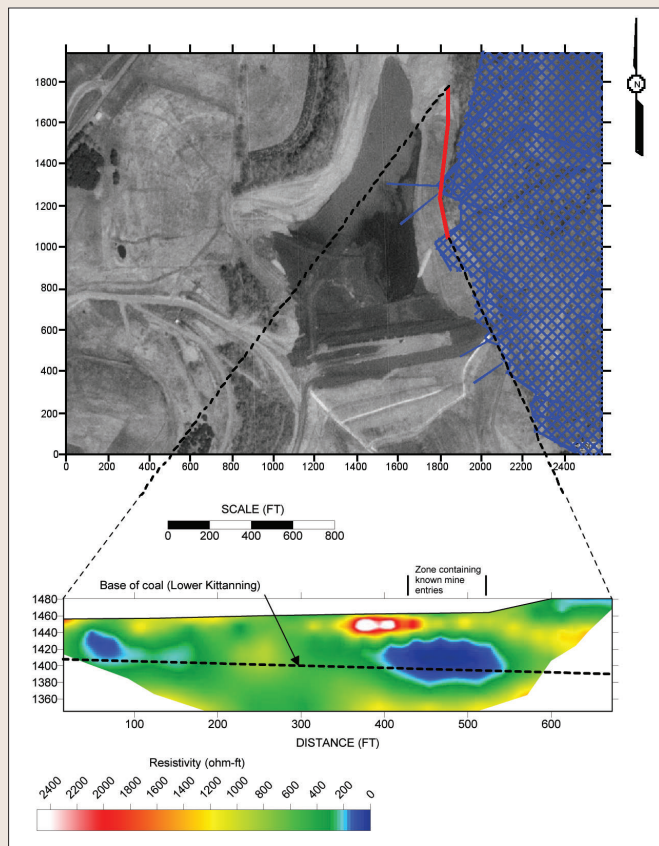 N
1800
1600
1400
1200
1000
800
600
400
200
0
0 200 400 600 800 1000 1200 1400 1600 1800 2000 2200 2400
SCALE (FT)
0 200 400 600 800
Zone containing
known mine
entries
Base of coal (Lower Kittanning)
1480
1460
1440
1420
1400
1380
1360
100 200 300 400 500 600
DISTANCE (FT)
Resistivity (ohm-ft)
2400 2200 2000 1800 1600 1400 1200 1000 800 600 400 200 0